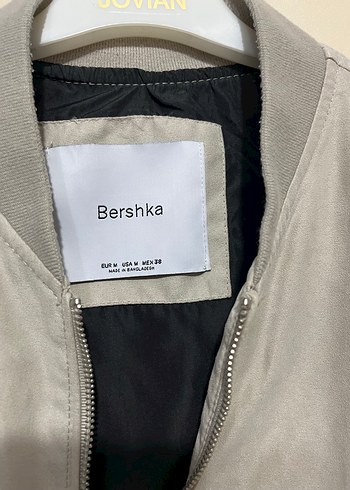 JOVIAN
Bershka
EUR M USA M MEX 38
MADE IN BANGLADESH